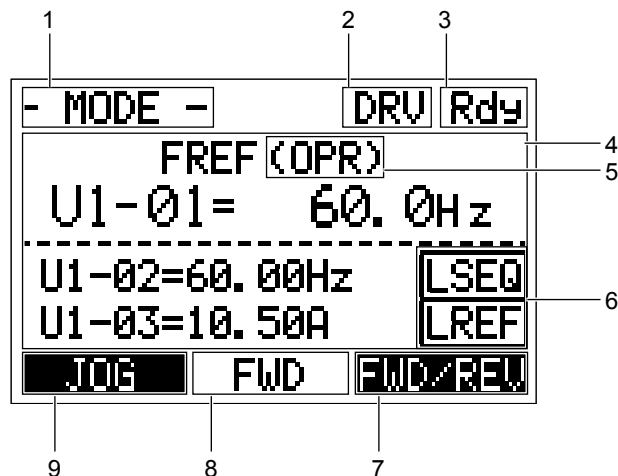 1 2 3
- MODE - DRV Rdy
4
FREF (OPR)
5
U1-01= 60.0Hz
U1-02=60.00Hz LSEQ
6
U1-03=10.50A LREF
JOG FWD FWD/REV
9 8 7